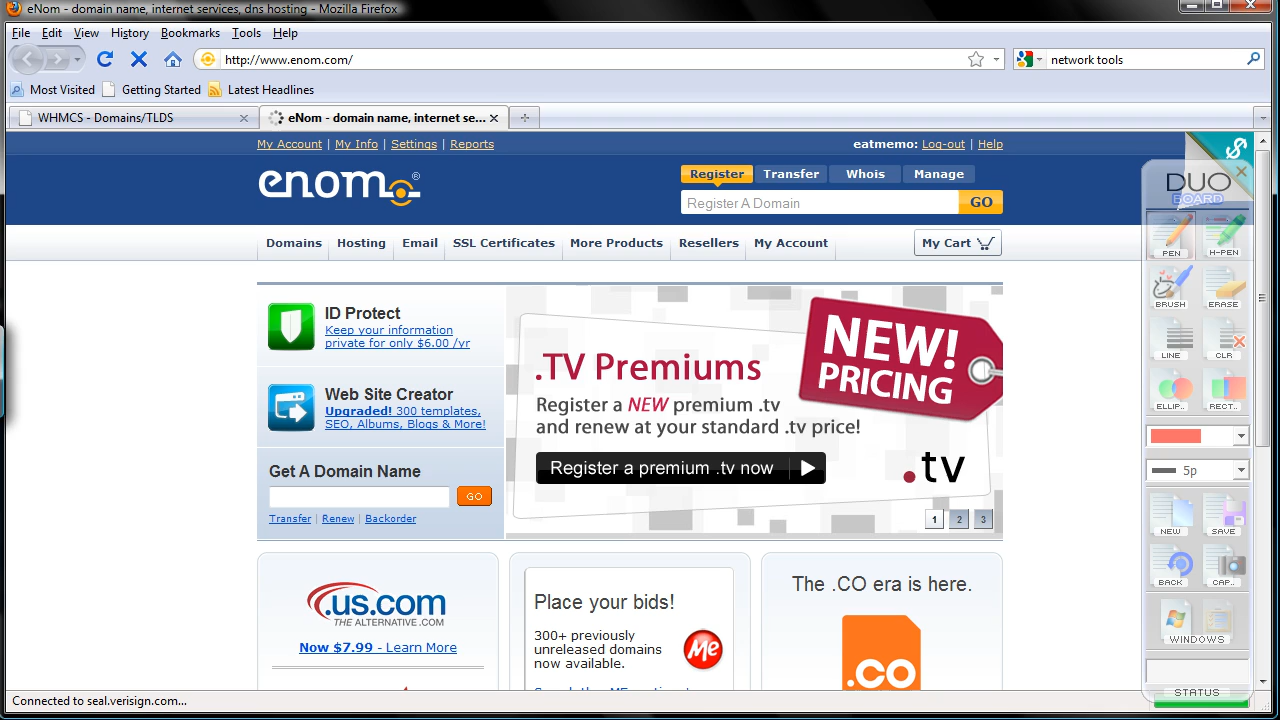 eNom - domain name, internet services, dns hosting - Mozilla Firefox
File Edit View History Bookmarks Tools Help
http://www.enom.com/
network tools
Most Visited Getting Started Latest Headlines
WHMCS - Domains/TLDS
eNom - domain name, internet se...
My Account | My Info | Settings | Reports
eatmemo: Log-out | Help
enom®
Register Transfer Whois Manage
Register A Domain GO
Domains Hosting Email SSL Certificates More Products Resellers My Account
My Cart
ID Protect
Keep your information
private for only $6.00 /yr
Web Site Creator
Upgraded! 300 templates,
SEO, Albums, Blogs & More!
Get A Domain Name
GO
Transfer | Renew | Backorder
.TV Premiums
Register a NEW premium .tv
and renew at your standard .tv price!
Register a premium .tv now
NEW!
PRICING
.tv
1 2 3
.us.com
THE ALTERNATIVE .COM
Now $7.99 - Learn More
Place your bids!
300+ previously
unreleased domains
now available.
Me
The .CO era is here.
.co
DUO
BOARD
PEN H-PEN
BRUSH ERASE
LINE CLR
ELLIP.. RECT..
5p
NEW SAVE
BACK CAP..
WINDOWS
STATUS
Connected to seal.verisign.com...